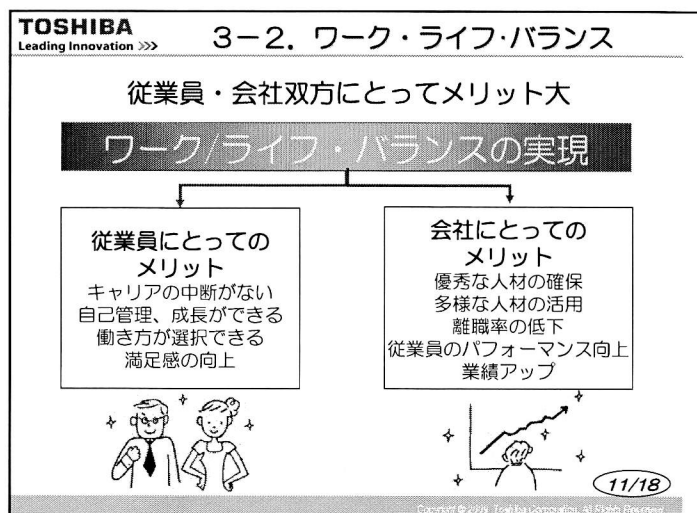 TOSHIBA
Leading Innovation >>>
3−2．ワーク・ライフ・バランス
従業員・会社双方にとってメリット大
ワーク/ライフ・バランスの実現
従業員にとっての
メリット
キャリアの中断がない
自己管理、成長ができる
働き方が選択できる
満足感の向上
会社にとっての
メリット
優秀な人材の確保
多様な人材の活用
離職率の低下
従業員のパフォーマンス向上
業績アップ
11/18
Toshiba Corporation. All Rights Reserved.